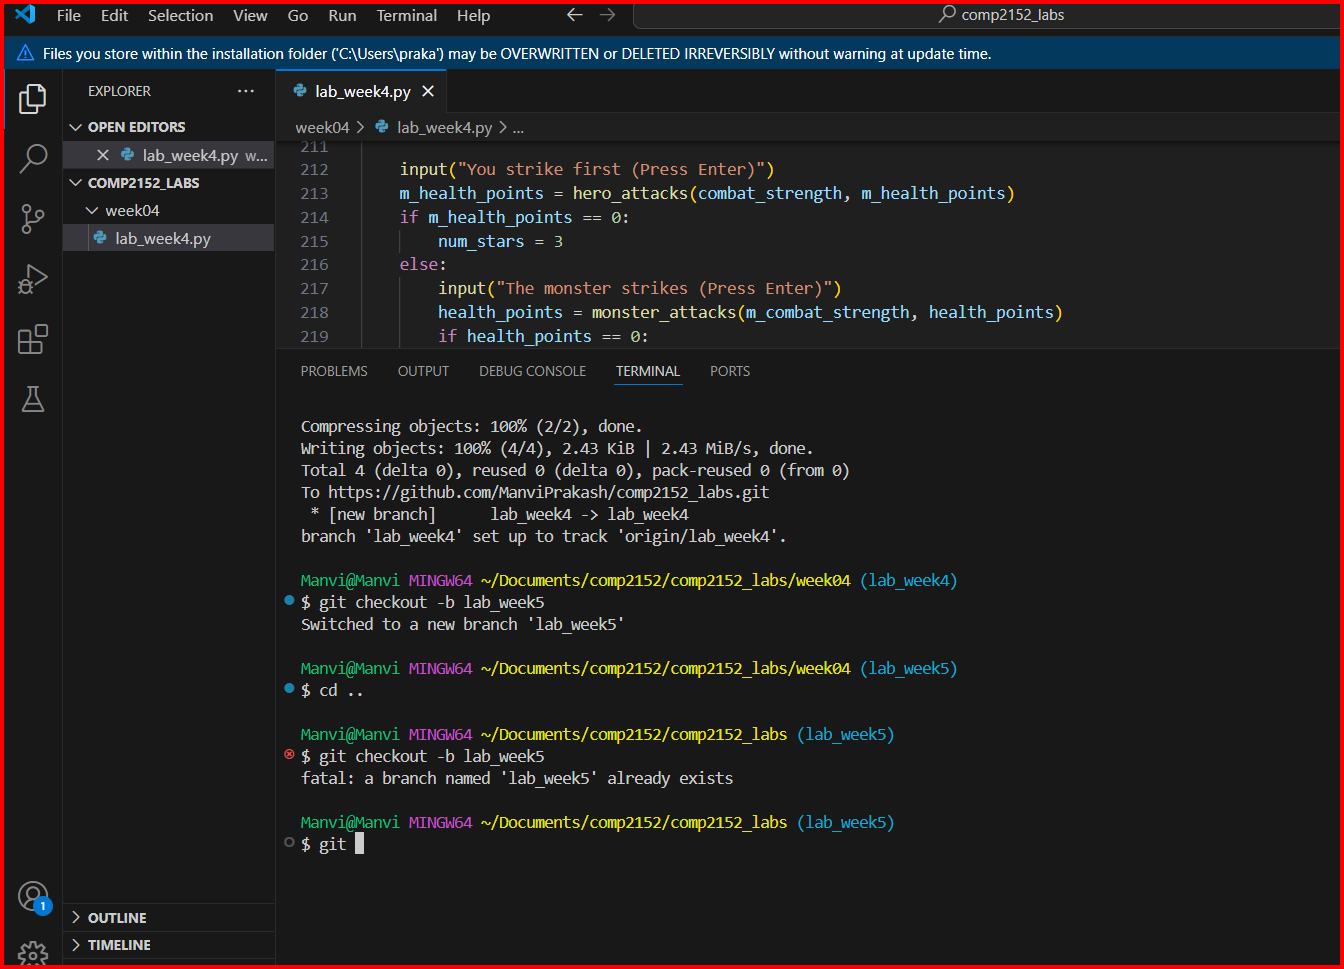 File Edit Selection View Go Run Terminal Help
comp2152_labs
Files you store within the installation folder ('C:\Users\praka') may be OVERWRITTEN or DELETED IRREVERSIBLY without warning at update time.
EXPLORER ...
OPEN EDITORS
lab_week4.py w...
COMP2152_LABS
week04
lab_week4.py
OUTLINE
TIMELINE
1
lab_week4.py
week04 > lab_week4.py > ...
211
212 input("You strike first (Press Enter)")
213 m_health_points = hero_attacks(combat_strength, m_health_points)
214 if m_health_points == 0:
215 num_stars = 3
216 else:
217 input("The monster strikes (Press Enter)")
218 health_points = monster_attacks(m_combat_strength, health_points)
219 if health_points == 0:
PROBLEMS OUTPUT DEBUG CONSOLE TERMINAL PORTS
Compressing objects: 100% (2/2), done.
Writing objects: 100% (4/4), 2.43 KiB | 2.43 MiB/s, done.
Total 4 (delta 0), reused 0 (delta 0), pack-reused 0 (from 0)
To https://github.com/ManviPrakash/comp2152_labs.git
* [new branch] lab_week4 -> lab_week4
branch 'lab_week4' set up to track 'origin/lab_week4'.
Manvi@Manvi MINGW64 ~/Documents/comp2152/comp2152_labs/week04 (lab_week4)
$ git checkout -b lab_week5
Switched to a new branch 'lab_week5'
Manvi@Manvi MINGW64 ~/Documents/comp2152/comp2152_labs/week04 (lab_week5)
$ cd ..
Manvi@Manvi MINGW64 ~/Documents/comp2152/comp2152_labs (lab_week5)
$ git checkout -b lab_week5
fatal: a branch named 'lab_week5' already exists
Manvi@Manvi MINGW64 ~/Documents/comp2152/comp2152_labs (lab_week5)
$ git